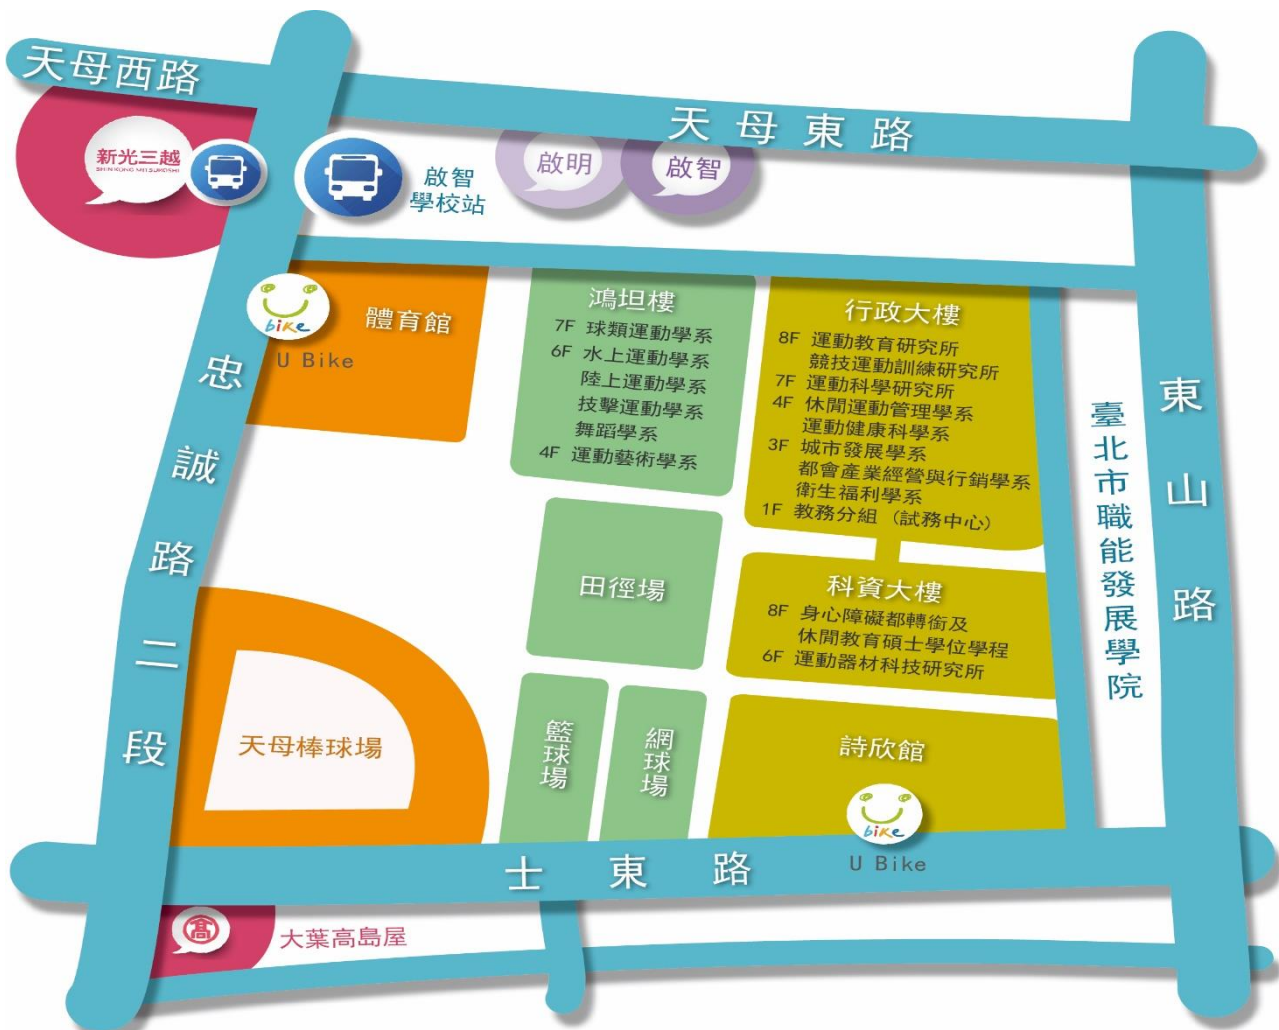 天母西路
天母東路
新光三越
SHIN KONG MITSUKOSHI
啟智
學校站
啟明
啟智
bike
U Bike
體育館
鴻坦樓
7F 球類運動學系
6F 水上運動學系
陸上運動學系
技擊運動學系
舞蹈學系
4F 運動藝術學系
行政大樓
8F 運動教育研究所
競技運動訓練研究所
7F 運動科學研究所
4F 休閒運動管理學系
運動健康科學系
3F 城市發展學系
都會產業經營與行銷學系
衛生福利學系
1F 教務分組 (試務中心)
忠誠路二段
東山路
臺北市職能發展學院
田徑場
科資大樓
8F 身心障礙都轉銜及
休閒教育碩士學位學程
6F 運動器材科技研究所
天母棒球場
籃球場
網球場
詩欣館
bike
U Bike
士東路
髙
大葉高島屋